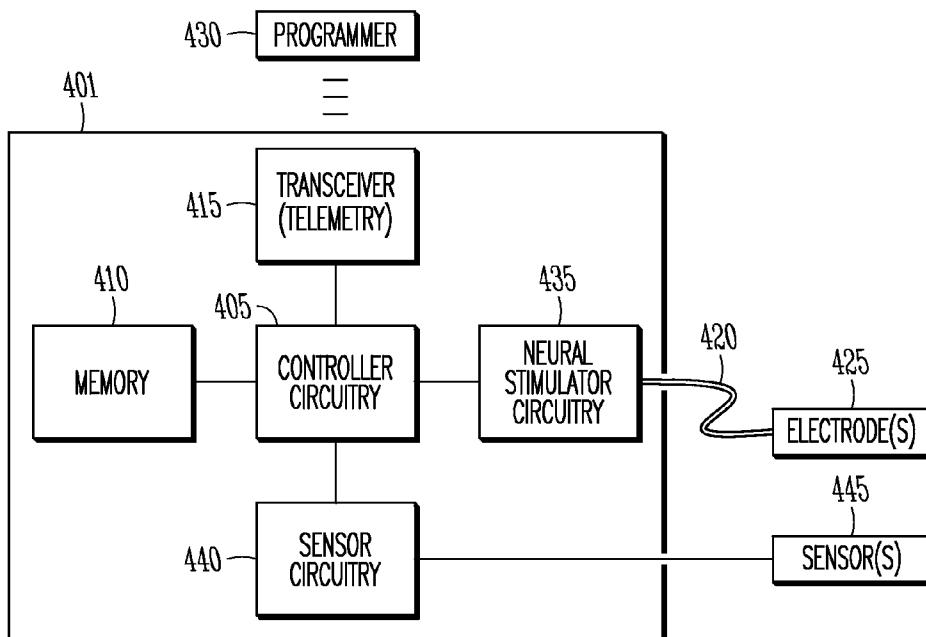 430
PROGRAMMER
401
415
TRANSCEIVER
(TELEMETRY)
410
MEMORY
405
CONTROLLER
CIRCUITRY
435
NEURAL
STIMULATOR
CIRCUITRY
420
425
ELECTRODE(S)
440
SENSOR
CIRCUITRY
445
SENSOR(S)